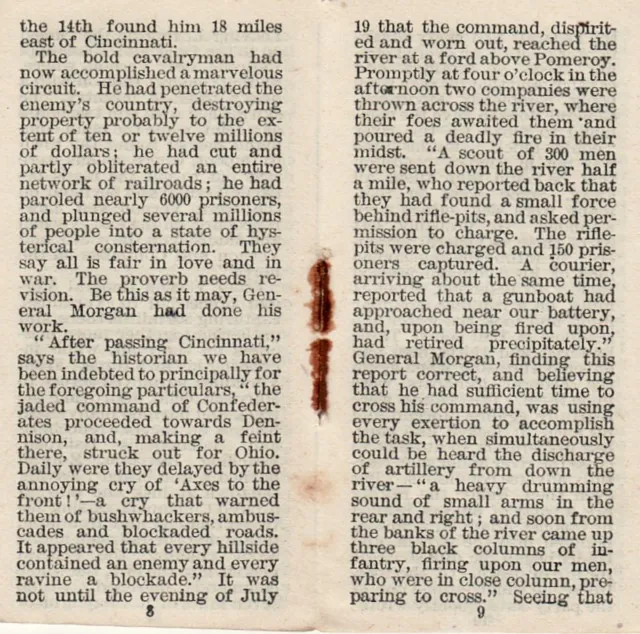 the 14th found him 18 miles
east of Cincinnati.
The bold cavalryman had
now accomplished a marvelous
circuit. He had penetrated the
enemy's country, destroying
property probably to the ex-
tent of ten or twelve millions
of dollars; he had cut and
partly obliterated an entire
network of railroads; he had
paroled nearly 6000 prisoners,
and plunged several millions
of people into a state of hys-
terical consternation. They
say all is fair in love and in
war. The proverb needs re-
vision. Be this as it may, Gen-
eral Morgan had done his
work.
"After passing Cincinnati,"
says the historian we have
been indebted to principally for
the foregoing particulars, "the
jaded command of Confeder-
ates proceeded towards Den-
nison, and, making a feint
there, struck out for Ohio.
Daily were they delayed by the
annoying cry of 'Axes to the
front!'—a cry that warned
them of bushwhackers, ambus-
cades and blockaded roads.
It appeared that every hillside
contained an enemy and every
ravine a blockade." It was
not until the evening of July
8
19 that the command, dispirit-
ed and worn out, reached the
river at a ford above Pomeroy.
Promptly at four o'clock in the
afternoon two companies were
thrown across the river, where
their foes awaited them and
poured a deadly fire in their
midst. "A scout of 300 men
were sent down the river half
a mile, who reported back that
they had found a small force
behind rifle-pits, and asked per-
mission to charge. The rifle-
pits were charged and 150 pris-
oners captured. A courier,
arriving about the same time,
reported that a gunboat had
approached near our battery,
and, upon being fired upon,
had retired precipitately."
General Morgan, finding this
report correct, and believing
that he had sufficient time to
cross his command, was using
every exertion to accomplish
the task, when simultaneously
could be heard the discharge
of artillery from down the
river—"a heavy drumming
sound of small arms in the
rear and right; and soon from
the banks of the river came up
three black columns of in-
fantry, firing upon our men,
who were in close column, pre-
paring to cross." Seeing that
9